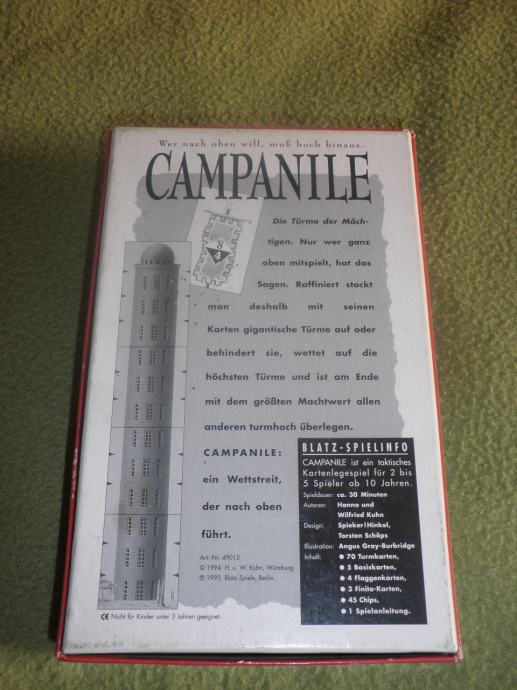 Wer nach oben will, muß hoch hinaus.
CAMPANILE
Die Türme der Mäch-
tigen. Nur wer ganz
oben mitspielt, hat das
Sagen. Raffiniert stockt
man deshalb mit seinen
Karten gigantische Türme auf oder
behindert sie, wettet auf die
höchsten Türme und ist am Ende
mit dem größten Machtwert allen
anderen turmhoch überlegen.
CAMPANILE:
ein Wettstreit,
der nach oben
führt.
Art.-Nr. 49015
© 1994 H. u. W. Kuhn, Würzburg.
℗ 1995 Blatz Spiele, Berlin.
CE Nicht für Kinder unter 3 Jahren geeignet.
BLATZ-SPIELINFO
CAMPANILE ist ein taktisches
Kartenlegespiel für 2 bis
5 Spieler ab 10 Jahren.
Spieldauer: ca. 30 Minuten
Autoren: Hanno und
Wilfried Kuhn
Design: Spieker/Hinkel,
Torsten Schöps
Illustration: Angus Gray-Burbridge
Inhalt: • 70 Turmkarten,
• 5 Basiskarten,
• 4 Flaggenkarten,
• 3 Finito-Karten,
• 45 Chips,
• 1 Spielanleitung.